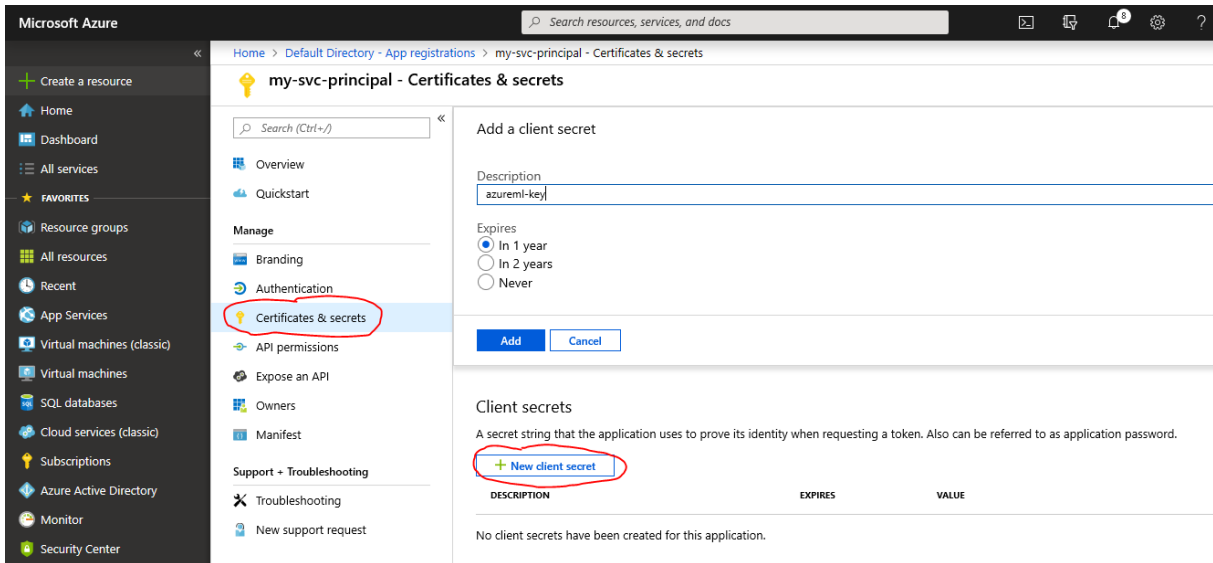 Microsoft Azure
Search resources, services, and docs
8
?
«
Create a resource
Home
Dashboard
All services
FAVORITES
Resource groups
All resources
Recent
App Services
Virtual machines (classic)
Virtual machines
SQL databases
Cloud services (classic)
Subscriptions
Azure Active Directory
Monitor
Security Center
Home > Default Directory - App registrations > my-svc-principal - Certificates & secrets
my-svc-principal - Certificates & secrets
Search (Ctrl+/)
«
Overview
Quickstart
Manage
Branding
Authentication
Certificates & secrets
API permissions
Expose an API
Owners
Manifest
Support + Troubleshooting
Troubleshooting
New support request
Add a client secret
Description
azureml-key
Expires
In 1 year
In 2 years
Never
Add Cancel
Client secrets
A secret string that the application uses to prove its identity when requesting a token. Also can be referred to as application password.
+ New client secret
DESCRIPTION EXPIRES VALUE
No client secrets have been created for this application.